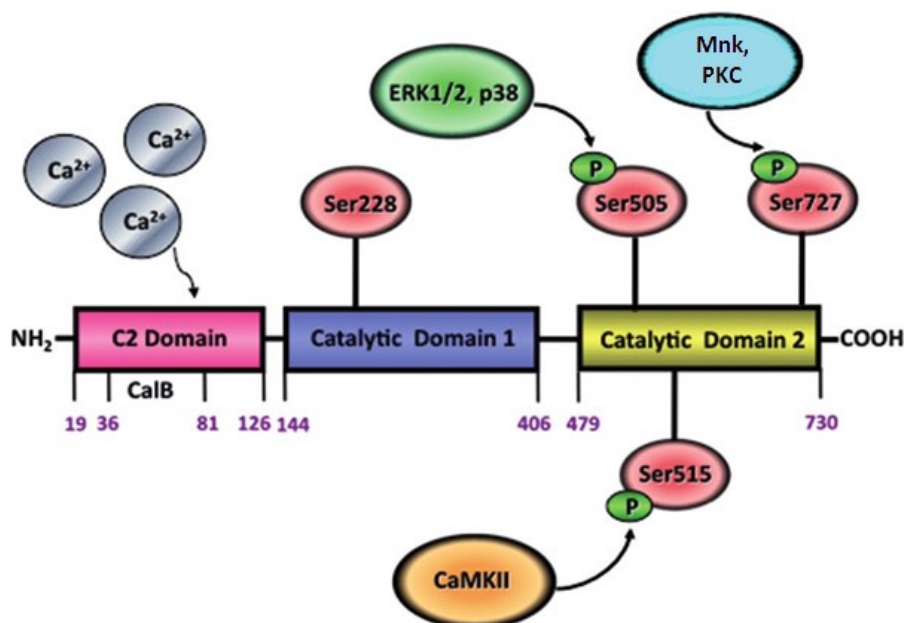 Mnk,
PKC
ERK1/2, p38
Ca²⁺
Ca²⁺
Ca²⁺
P
P
Ser228
Ser505
Ser727
NH₂
C2 Domain
Catalytic Domain 1
Catalytic Domain 2
COOH
CalB
19 36 81 126 144 406 479 730
Ser515
P
CaMKII